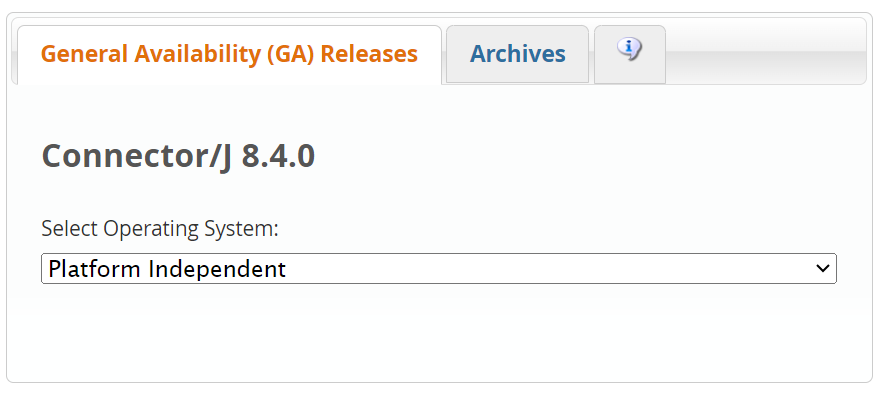 General Availability (GA) Releases
Archives
Connector/J 8.4.0
Select Operating System:
Platform Independent